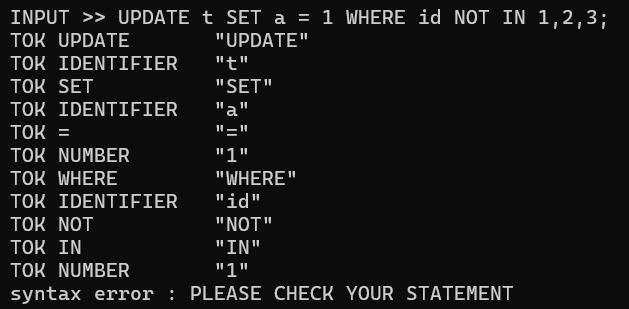 INPUT >> UPDATE t SET a = 1 WHERE id NOT IN 1,2,3;
TOK UPDATE       "UPDATE"
TOK IDENTIFIER   "t"
TOK SET          "SET"
TOK IDENTIFIER   "a"
TOK =            "="
TOK NUMBER       "1"
TOK WHERE        "WHERE"
TOK IDENTIFIER   "id"
TOK NOT          "NOT"
TOK IN           "IN"
TOK NUMBER       "1"
syntax error : PLEASE CHECK YOUR STATEMENT